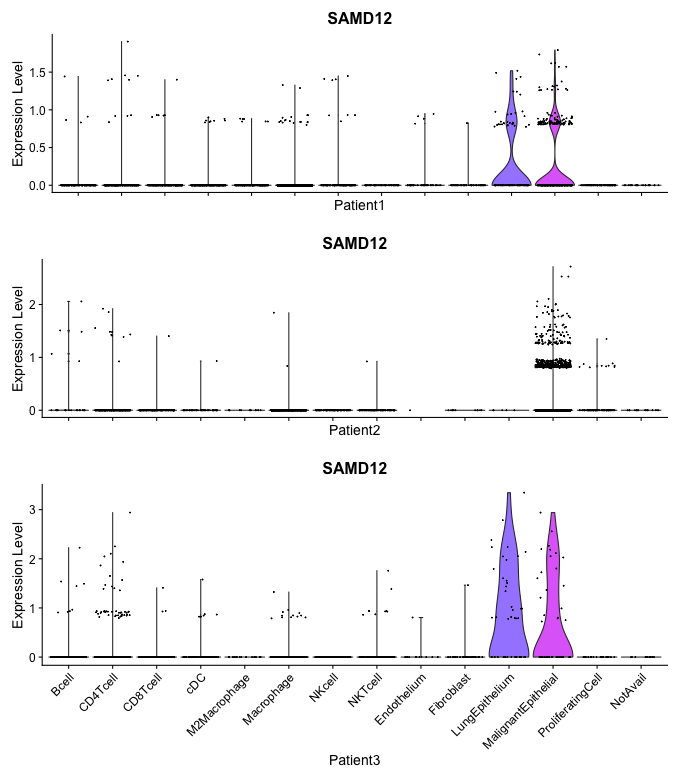 SAMD12
Expression Level
1.5
1.0
0.5
0.0
Patient1
SAMD12
Expression Level
2
1
0
Patient2
SAMD12
Expression Level
3
2
1
0
Bcell
CD4Tcell
CD8Tcell
cDC
M2Macrophage
Macrophage
NKcell
NKTcell
Endothelium
Fibroblast
LungEpithelium
MalignantEpithelial
ProliferatingCell
NotAvail
Patient3